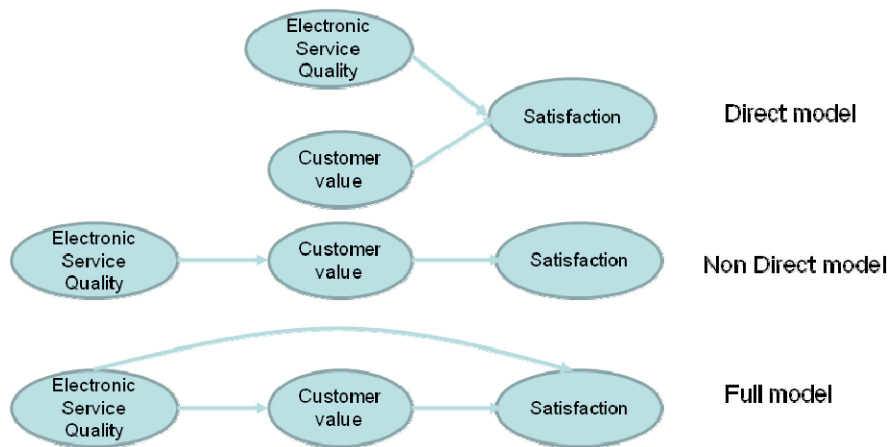 Electronic
Service
Quality
Satisfaction
Direct model
Customer
value
Electronic
Service
Quality
Customer
value
Satisfaction
Non Direct model
Electronic
Service
Quality
Customer
value
Satisfaction
Full model